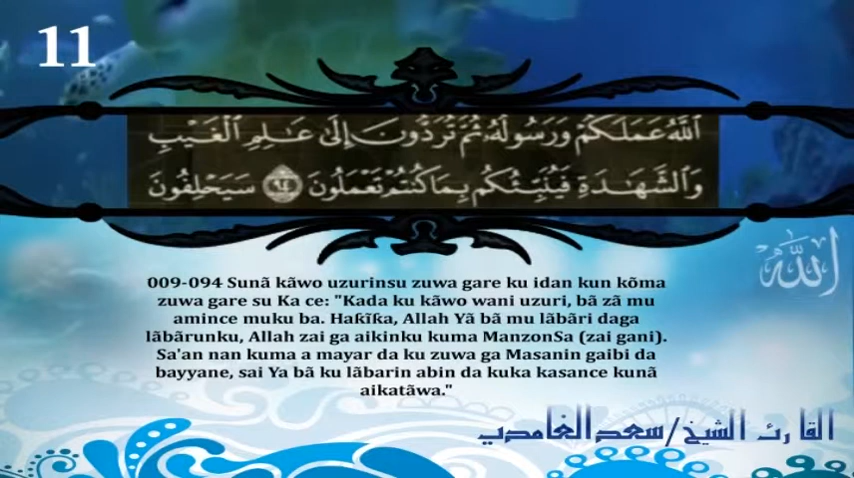 11
ٱللَّهُ عَمَلَكُمْ وَرَسُولُهُۥ ثُمَّ تُرَدُّونَ إِلَىٰ عَـٰلِمِ ٱلْغَيْبِ
وَٱلشَّهَـٰدَةِ فَيُنَبِّئُكُم بِمَا كُنتُمْ تَعْمَلُونَ ٩٤ سَيَحْلِفُونَ
الله
009-094 Sunã kãwo uzurinsu zuwa gare ku idan kun kõma
zuwa gare su Ka ce: "Kada ku kãwo wani uzuri, bã zã mu
amince muku ba. Haƙĩƙa, Allah Yã bã mu lãbãri daga
lãbãrunku, Allah zai ga aikinku kuma ManzonSa (zai gani).
Sa'an nan kuma a mayar da ku zuwa ga Masanin gaibi da
bayyane, sai Ya bã ku lãbarin abin da kuka kasance kunã
aikatãwa."
القارئ الشيخ/سعد الغامدي